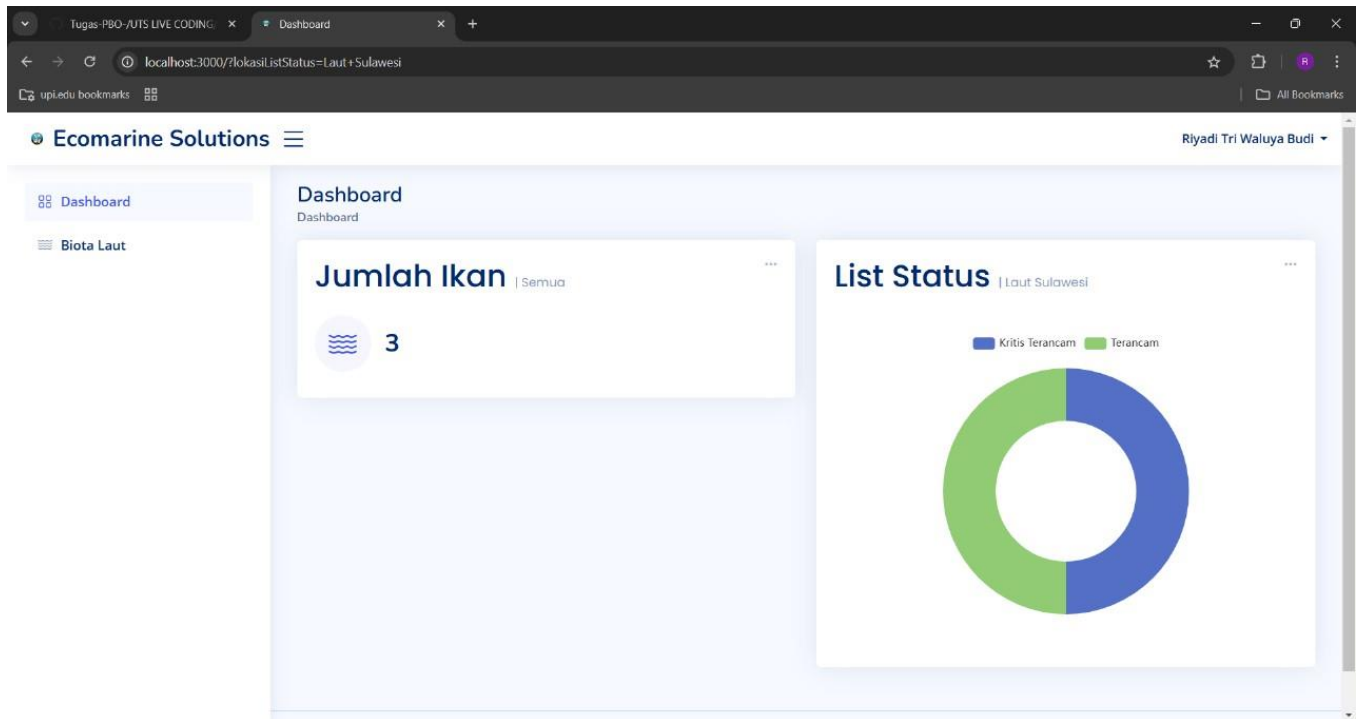 Tugas-PBO-/UTS LIVE CODING/
Dashboard
localhost:3000/?lokasiListStatus=Laut+Sulawesi
R
upi.edu bookmarks
All Bookmarks
Ecomarine Solutions
Riyadi Tri Waluya Budi
Dashboard
Biota Laut
Dashboard
Dashboard
Jumlah Ikan | Semua
3
List Status | Laut Sulawesi
Kritis Terancam Terancam